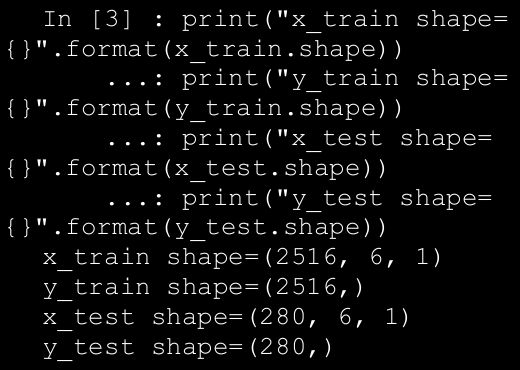 In [3] : print("x_train shape=
{}".format(x_train.shape))
...: print("y_train shape=
{}".format(y_train.shape))
...: print("x_test shape=
{}".format(x_test.shape))
...: print("y_test shape=
{}".format(y_test.shape))
x_train shape=(2516, 6, 1)
y_train shape=(2516,)
x_test shape=(280, 6, 1)
y_test shape=(280,)